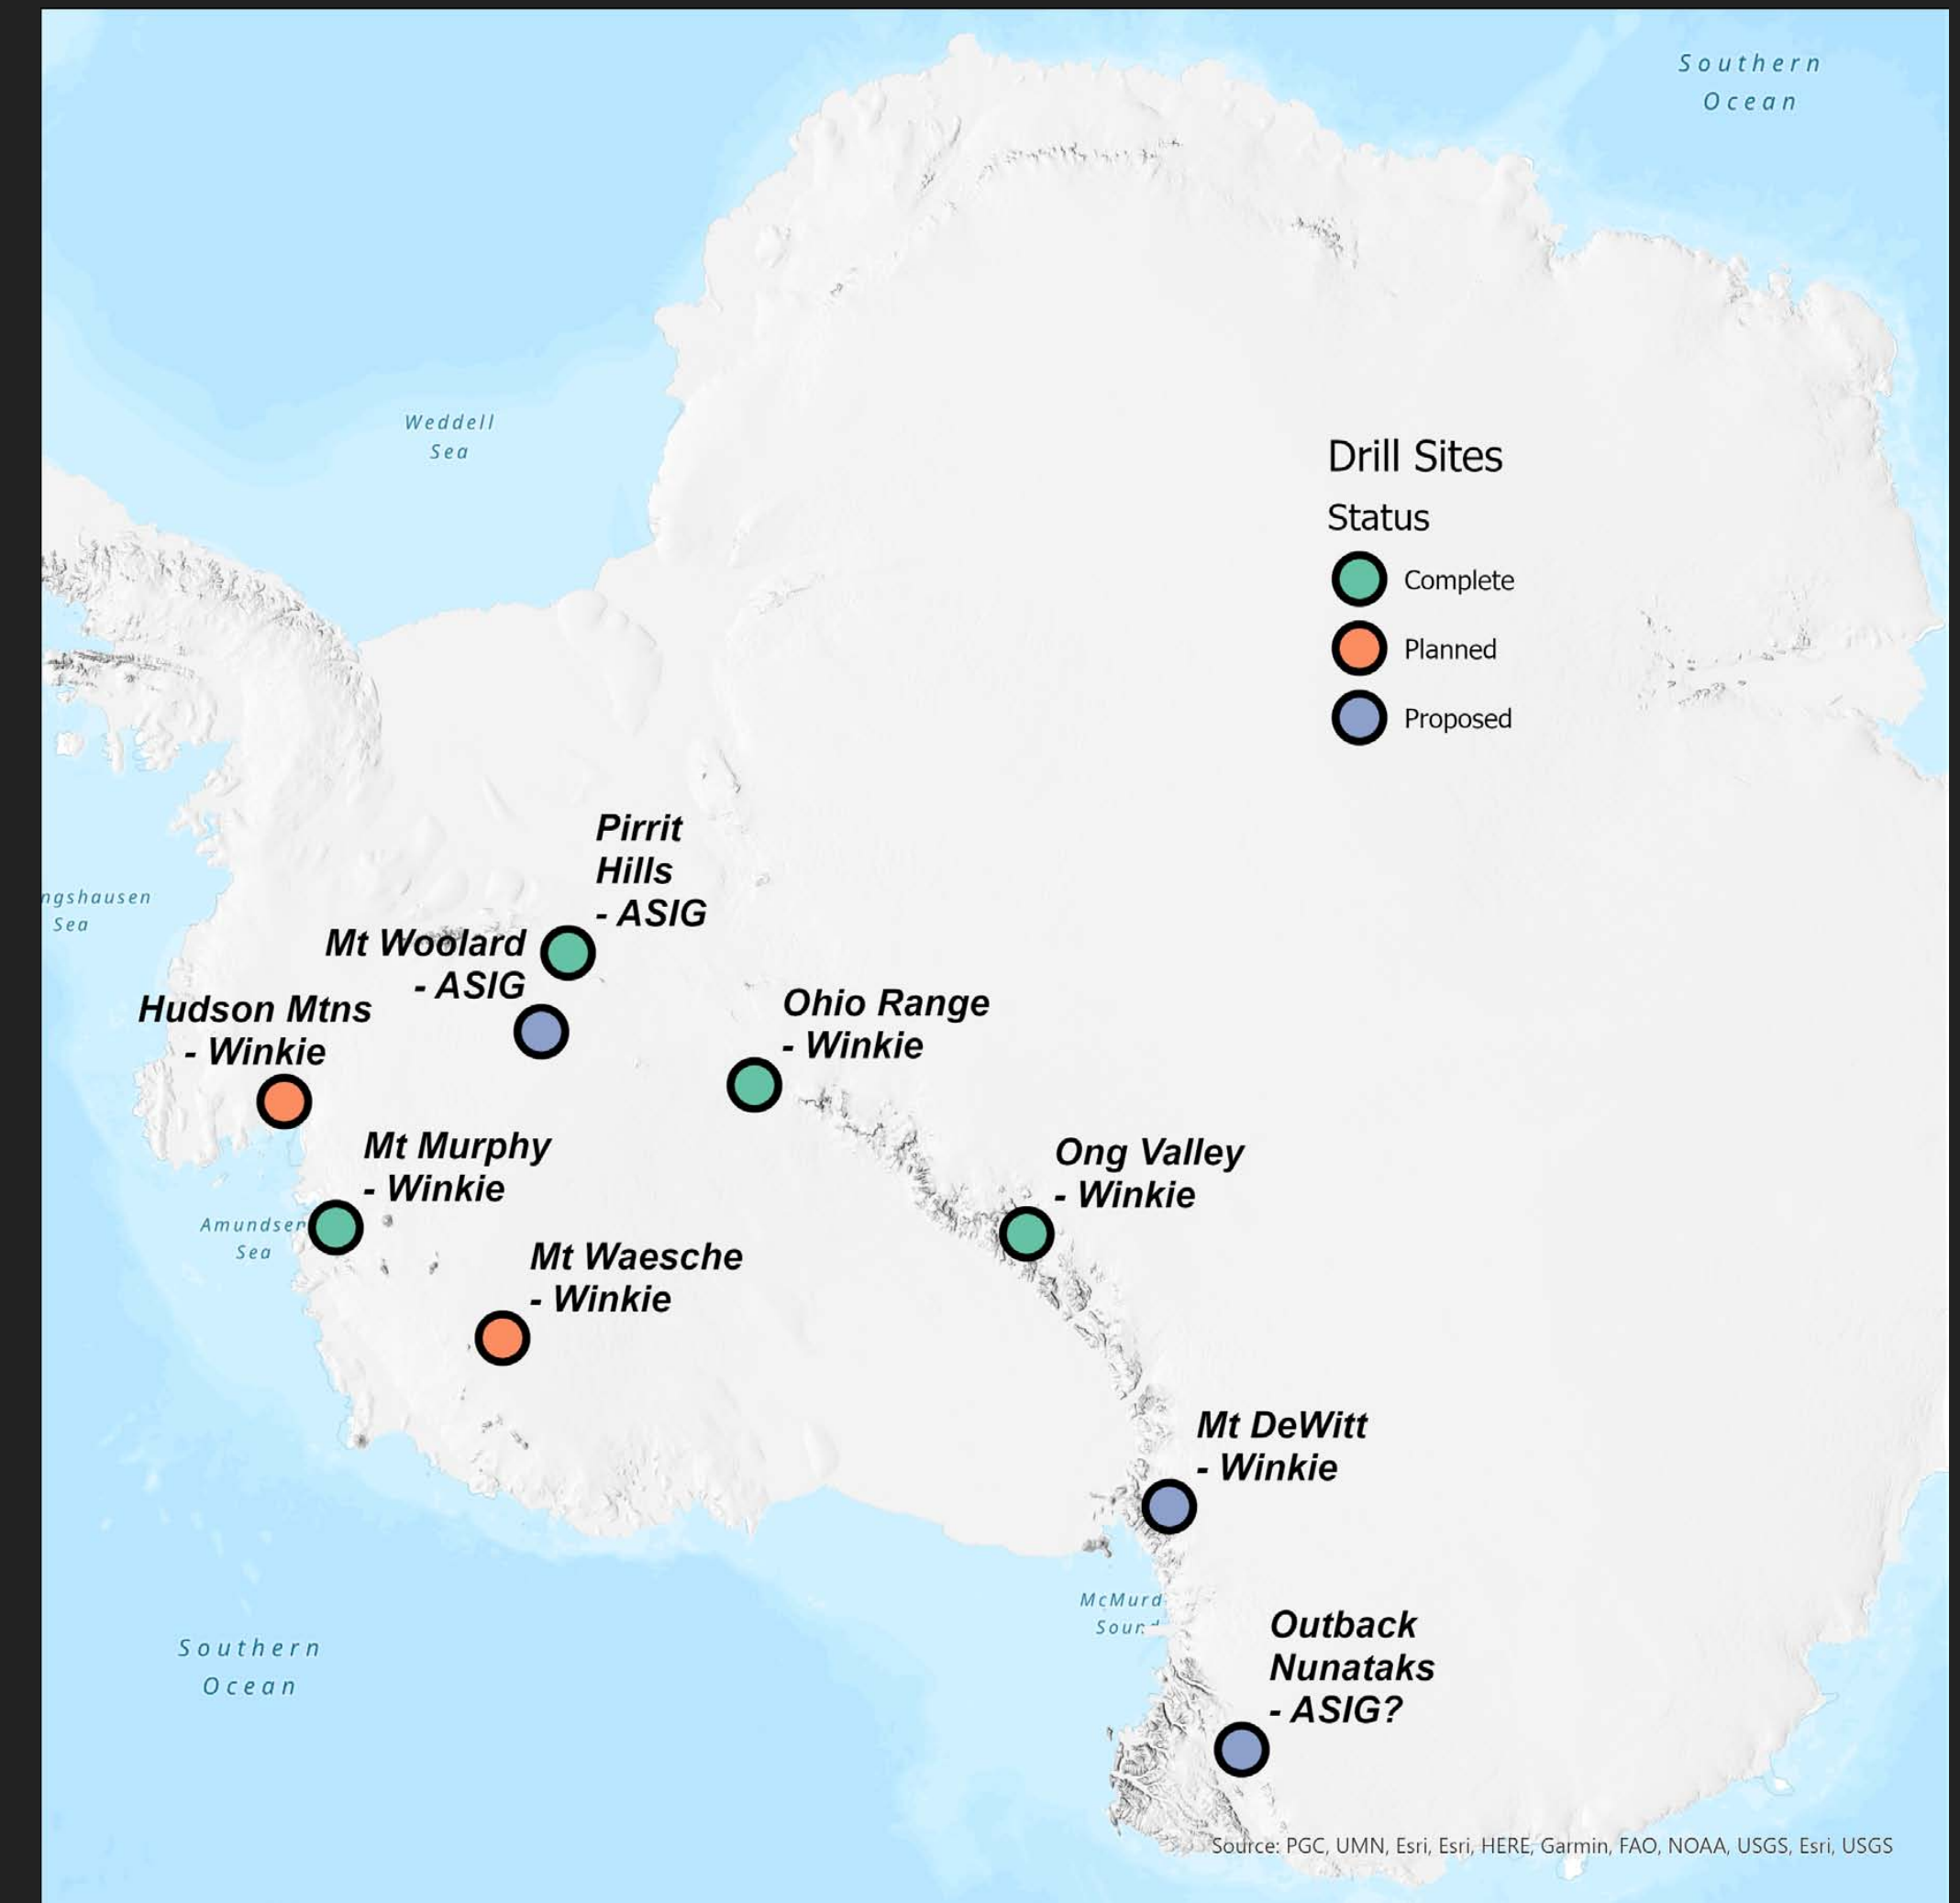 Southern
Ocean
Weddell
Sea
Drill Sites
Status
Complete
Planned
Proposed
Pirrit
Hills
- ASIG
ngshausen
Sea
Mt Woolard
- ASIG
Hudson Mtns
- Winkie
Ohio Range
- Winkie
Mt Murphy
- Winkie
Ong Valley
- Winkie
Amundsen
Sea
Mt Waesche
- Winkie
Mt DeWitt
- Winkie
McMurd
Sound
Outback
Nunataks
- ASIG?
Southern
Ocean
Source: PGC, UMN, Esri, Esri, HERE, Garmin, FAO, NOAA, USGS, Esri, USGS